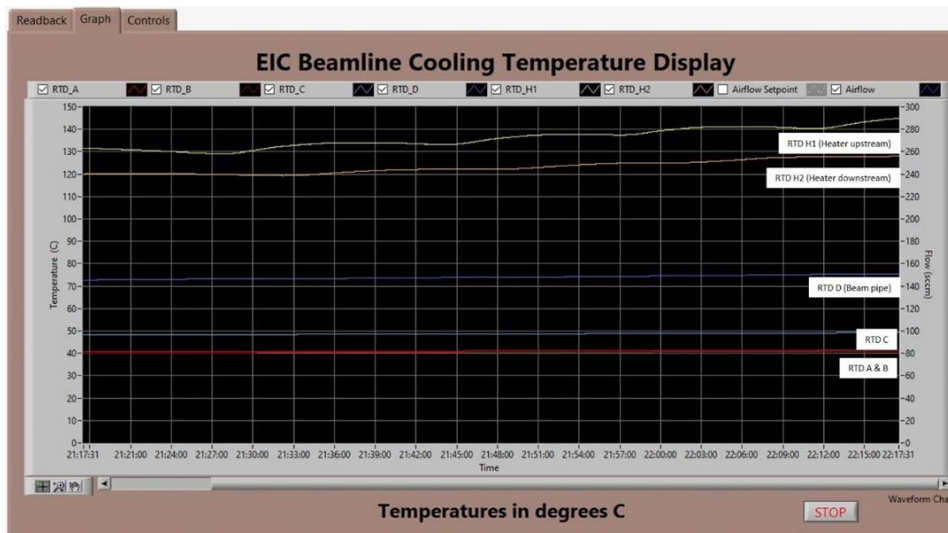 Readback Graph Controls
EIC Beamline Cooling Temperature Display
RTD_A RTD_B RTD_C RTD_D RTD_H1 RTD_H2 Airflow Setpoint Airflow
150- -300
140- -280
RTD H1 (Heater upstream)
130- -260
RTD H2 (Heater downstream)
120- -240
110- -220
100- -200
90- -180
80- -160
Temperature (C)
Flow (sccm)
70- -140
RTD D (Beam pipe)
60- -120
50- -100
RTD C
40- -80
RTD A & B
30- -60
20- -40
10- -20
0- -0
21:17:31 21:21:00 21:24:00 21:27:00 21:30:00 21:33:00 21:36:00 21:39:00 21:42:00 21:45:00 21:48:00 21:51:00 21:54:00 21:57:00 22:00:00 22:03:00 22:06:00 22:09:00 22:12:00 22:15:00 22:17:31
Time
Waveform Cha
Temperatures in degrees C
STOP